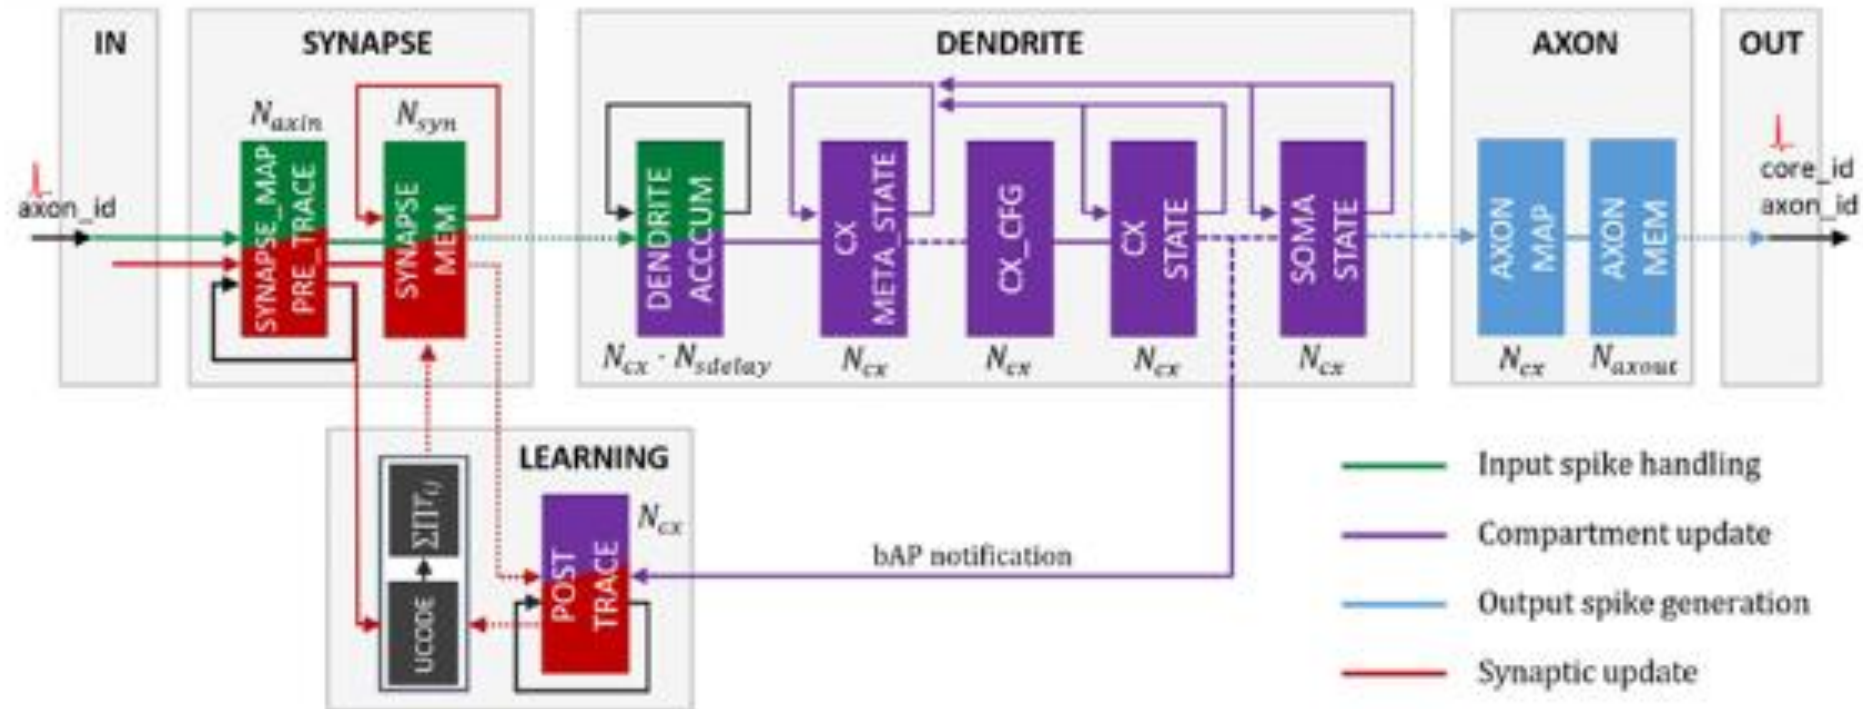 IN
SYNAPSE
DENDRITE
AXON
OUT
N_axin
N_syn
axon_id
SYNAPSE_MAP
PRE_TRACE
SYNAPSE
MEM
DENDRITE
ACCCUM
CX
META_STATE
CX_CFG
CX
STATE
SOMA
STATE
AXON
MAP
AXON
MEM
core_id
axon_id
N_cx · N_sdelay
N_cx
N_cx
N_cx
N_cx
N_cx
N_axout
LEARNING
ΣΠΓij
UCODE
POST
TRACE
N_cx
bAP notification
Input spike handling
Compartment update
Output spike generation
Synaptic update